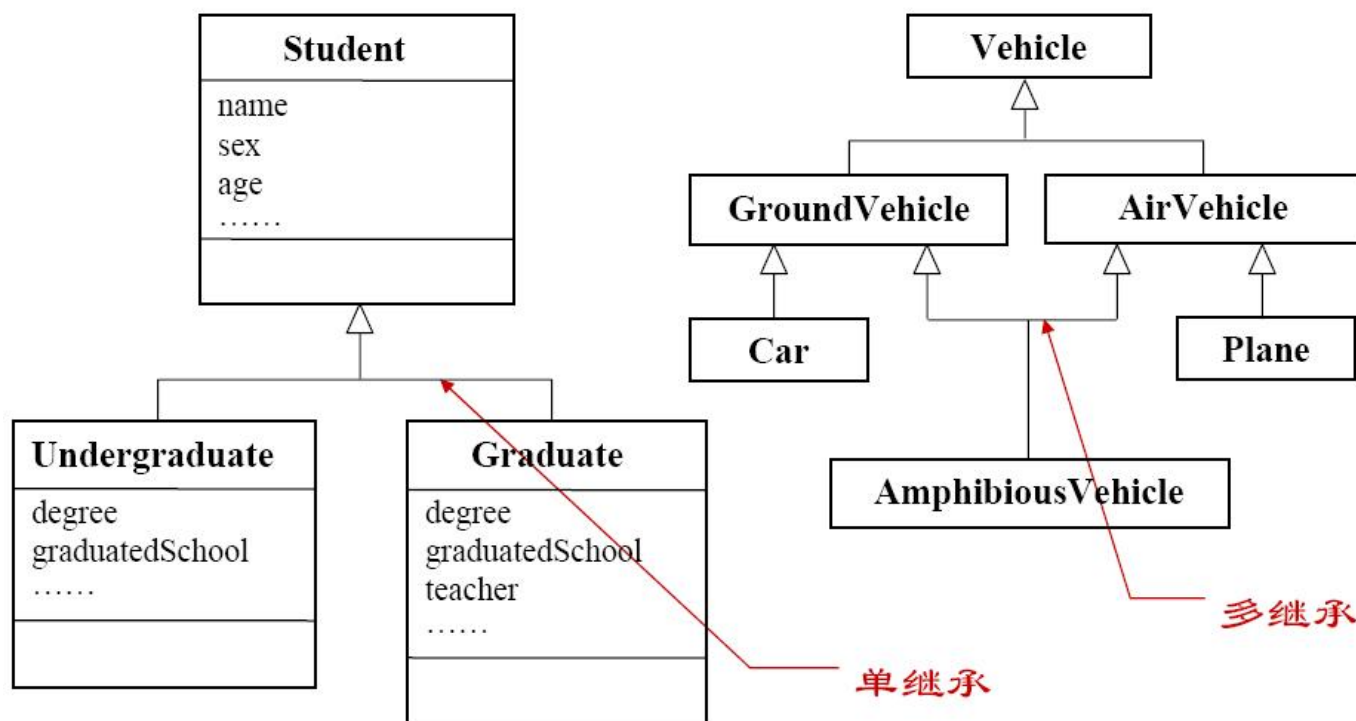 Student
name
sex
age
……
Undergraduate
degree
graduatedSchool
……
Graduate
degree
graduatedSchool
teacher
……
单继承
Vehicle
GroundVehicle
AirVehicle
Car
Plane
AmphibiousVehicle
多继承